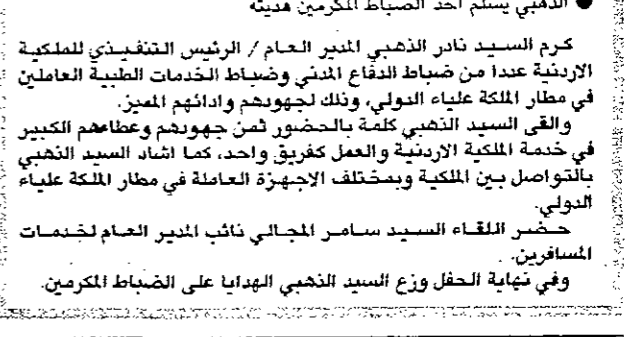 ● الذهبي يسلم احد الضباط المكرمين هديته
كرم السيد نادر الذهبي المدير العام / الرئيس التنفيذي للملكية
الاردنية عددا من ضباط الدفاع المدني وضباط الخدمات الطبية العاملين
في مطار الملكة علياء الدولي، وذلك لجهودهم وادائهم المميز.
والقى السيد الذهبي كلمة بالحضور ثمن جهودهم وعطاءهم الكبير
في خدمة الملكية الاردنية والعمل كفريق واحد، كما اشاد السيد الذهبي
بالتواصل بين الملكية وبمختلف الاجهزة العاملة في مطار الملكة علياء
الدولي.
حضر اللقاء السيد سامر المجالي نائب المدير العام لخدمات
المسافرين.
وفي نهاية الحفل وزع السيد الذهبي الهدايا على الضباط المكرمين.